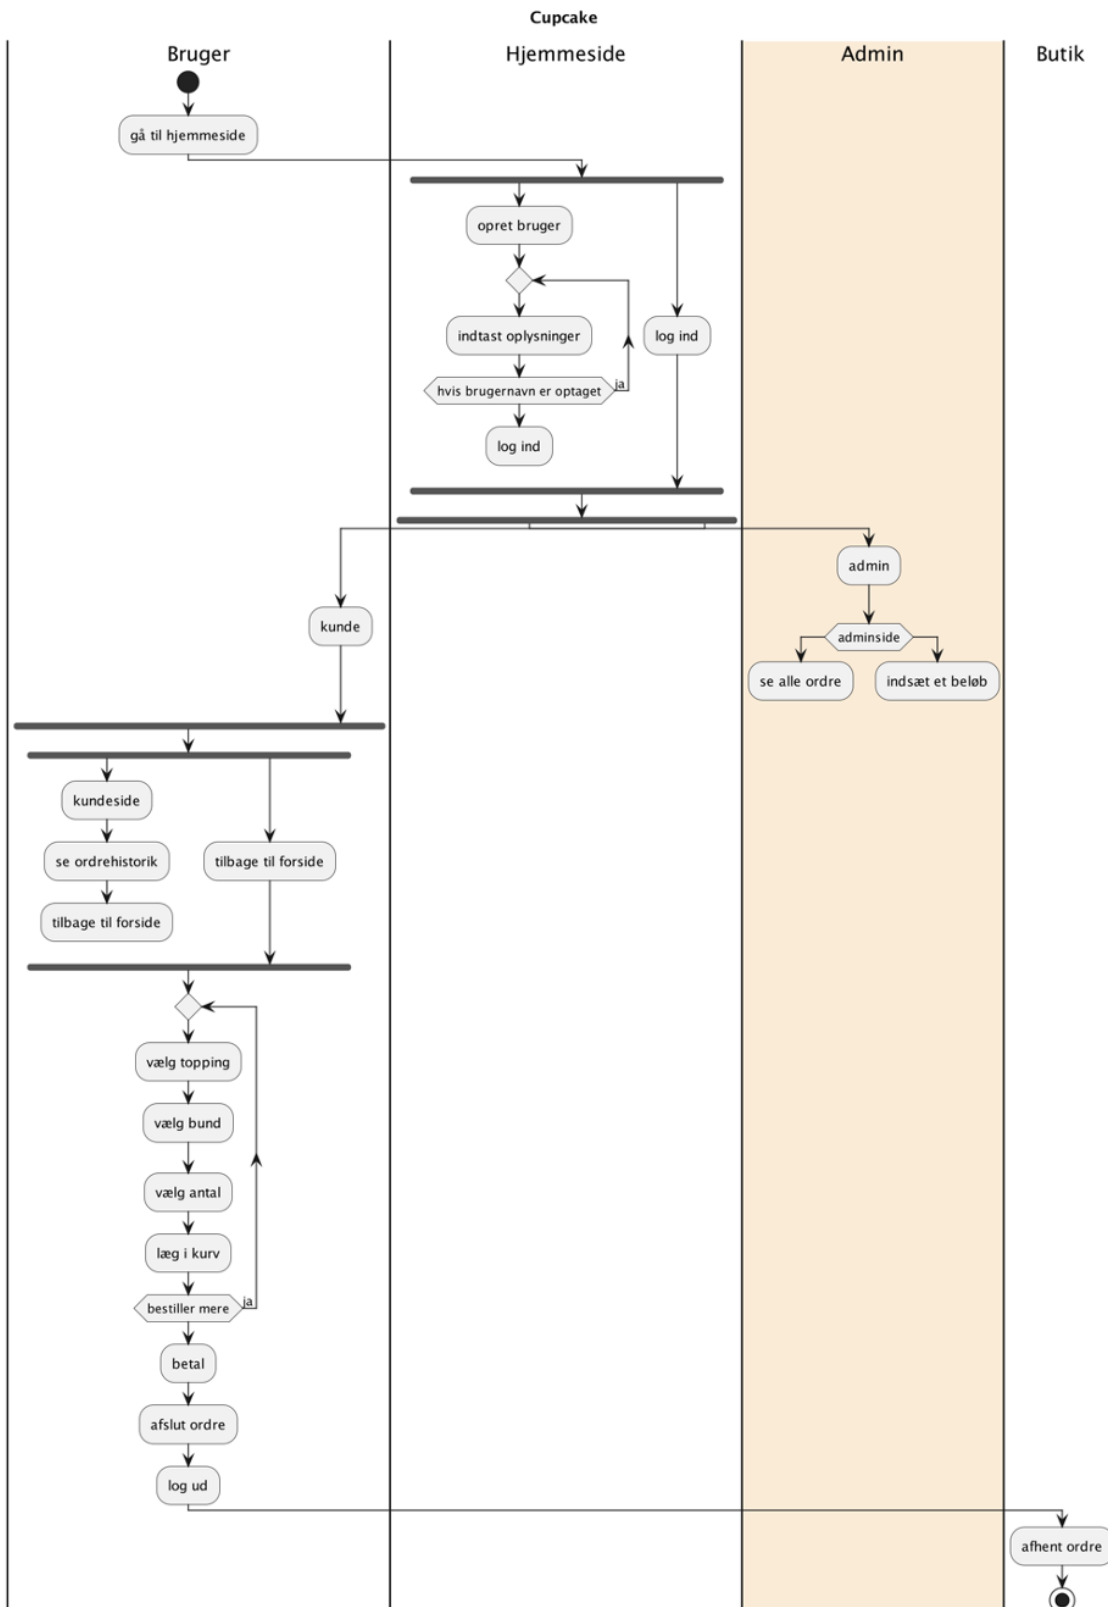 Cupcake
Bruger
Hjemmeside
Admin
Butik
gå til hjemmeside
opret bruger
indtast oplysninger
log ind
hvis brugernavn er optaget
ja
log ind
admin
kunde
adminside
se alle ordre
indsæt et beløb
kundeside
se ordrehistorik
tilbage til forside
tilbage til forside
vælg topping
vælg bund
vælg antal
læg i kurv
bestiller mere
ja
betal
afslut ordre
log ud
afhent ordre